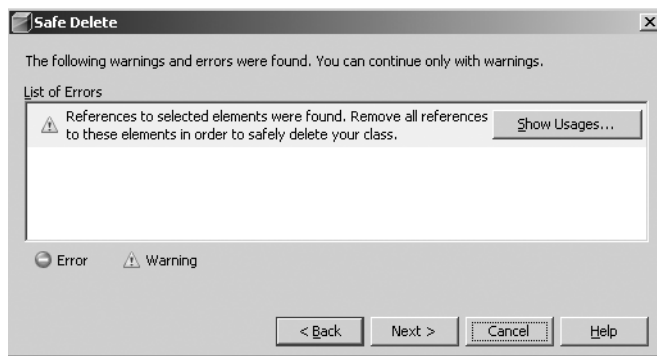 Safe Delete
The following warnings and errors were found. You can continue only with warnings.
List of Errors
References to selected elements were found. Remove all references
to these elements in order to safely delete your class.
Show Usages...
Error
Warning
< Back
Next >
Cancel
Help